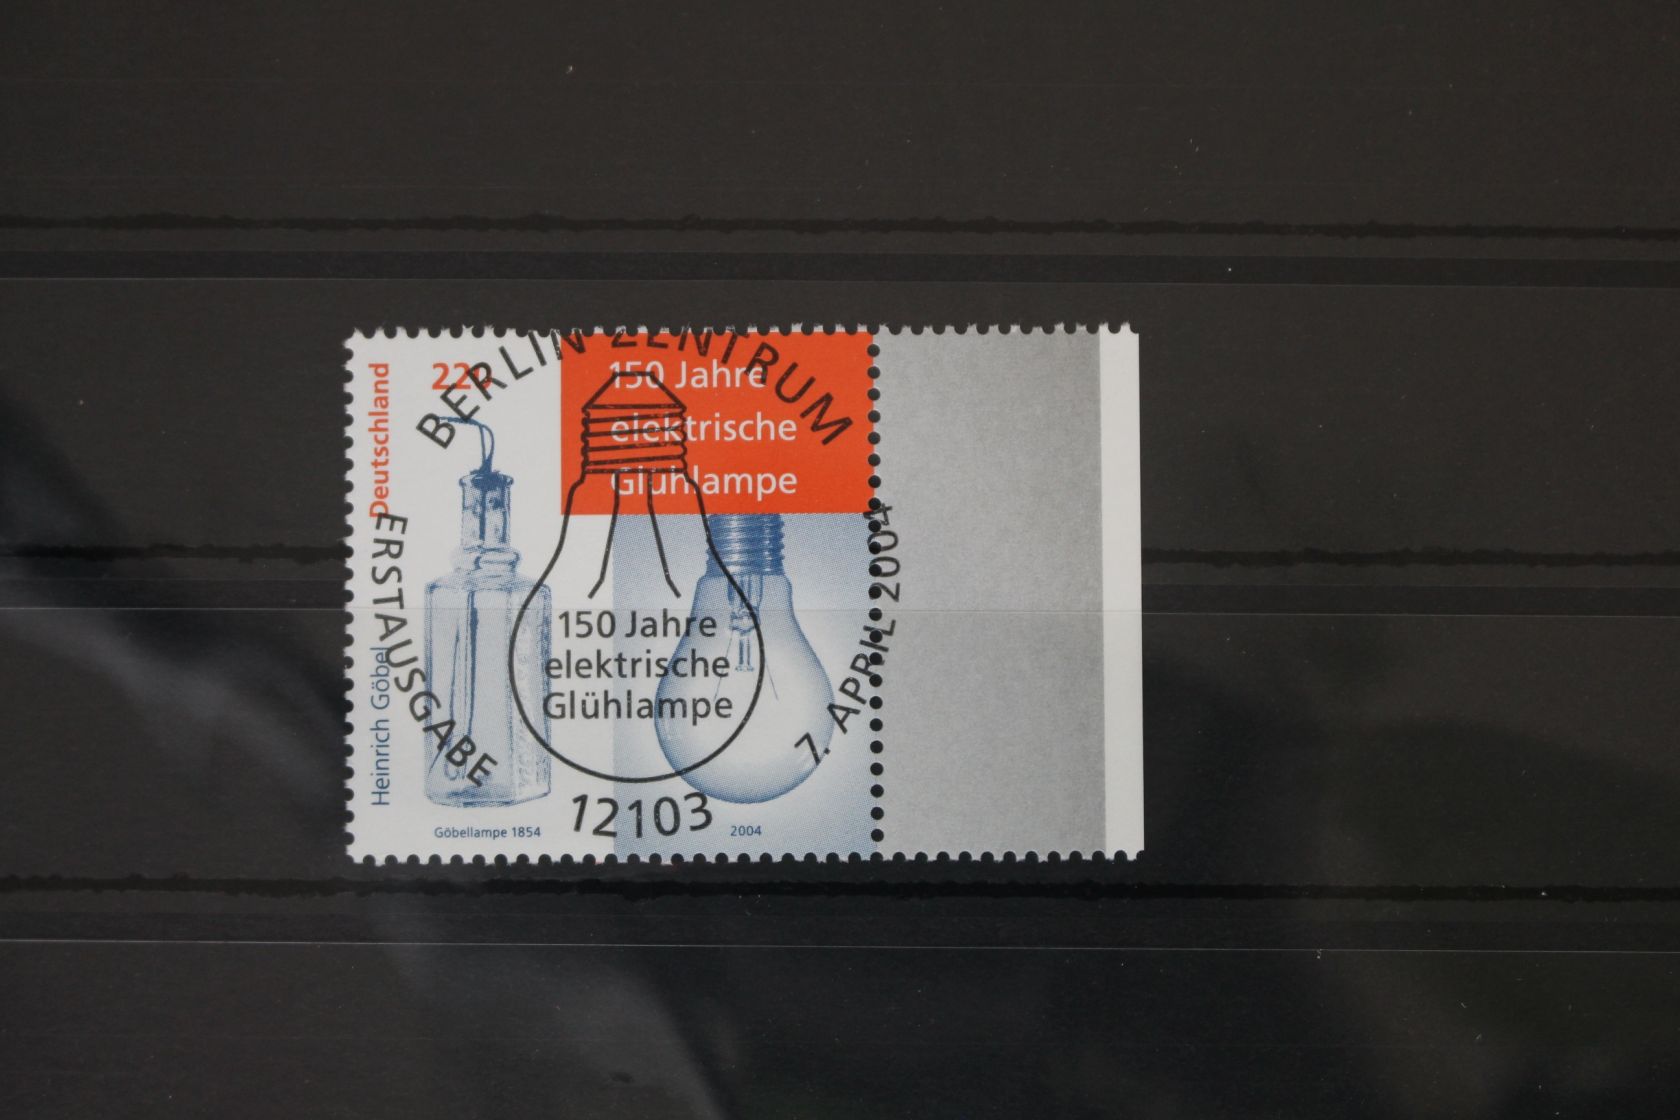 Deutschland
220
150 Jahre
elektrische
Glühlampe
Heinrich Göbel
Göbellampe 1854
2004
BERLIN ZENTRUM
ERSTAUSGABE
7. APRIL 2004
150 Jahre
elektrische
Glühlampe
12103